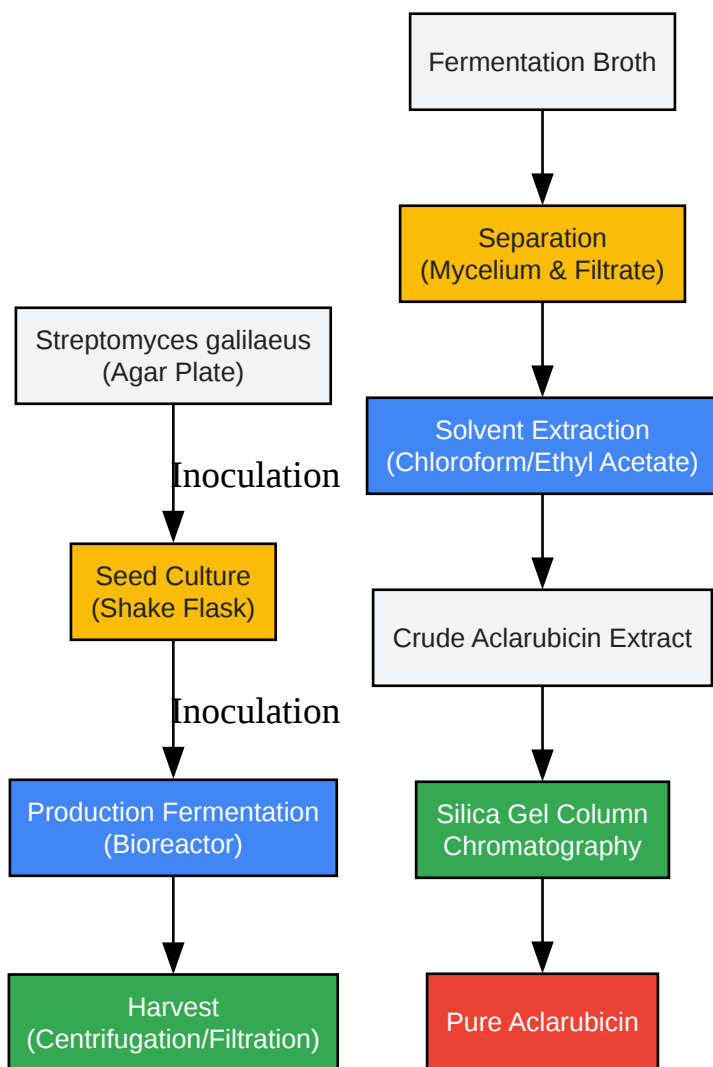 Streptomyces galilaeus
(Agar Plate)
Inoculation
Seed Culture
(Shake Flask)
Inoculation
Production Fermentation
(Bioreactor)
Harvest
(Centrifugation/Filtration)
Fermentation Broth
Separation
(Mycelium & Filtrate)
Solvent Extraction
(Chloroform/Ethyl Acetate)
Crude Aclarubicin Extract
Silica Gel Column
Chromatography
Pure Aclarubicin